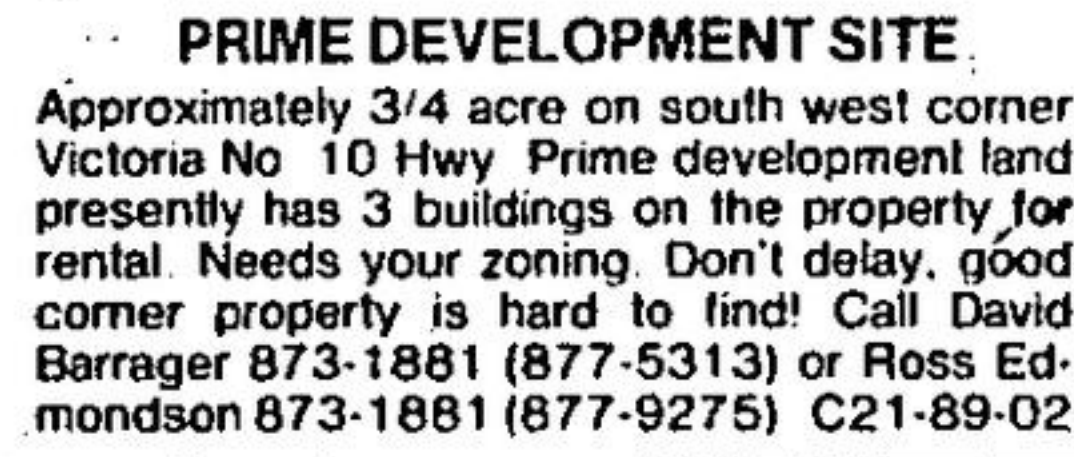 PRIME DEVELOPMENT SITE
Approximately 3/4 acre on south west corner
Victoria No 10 Hwy Prime development land
presently has 3 buildings on the property for
rental. Needs your zoning. Don't delay, good
corner property is hard to find! Call David
Barrager 873-1881 (877-5313) or Ross Ed-
mondson 873-1881 (877-9275) C21-89-02